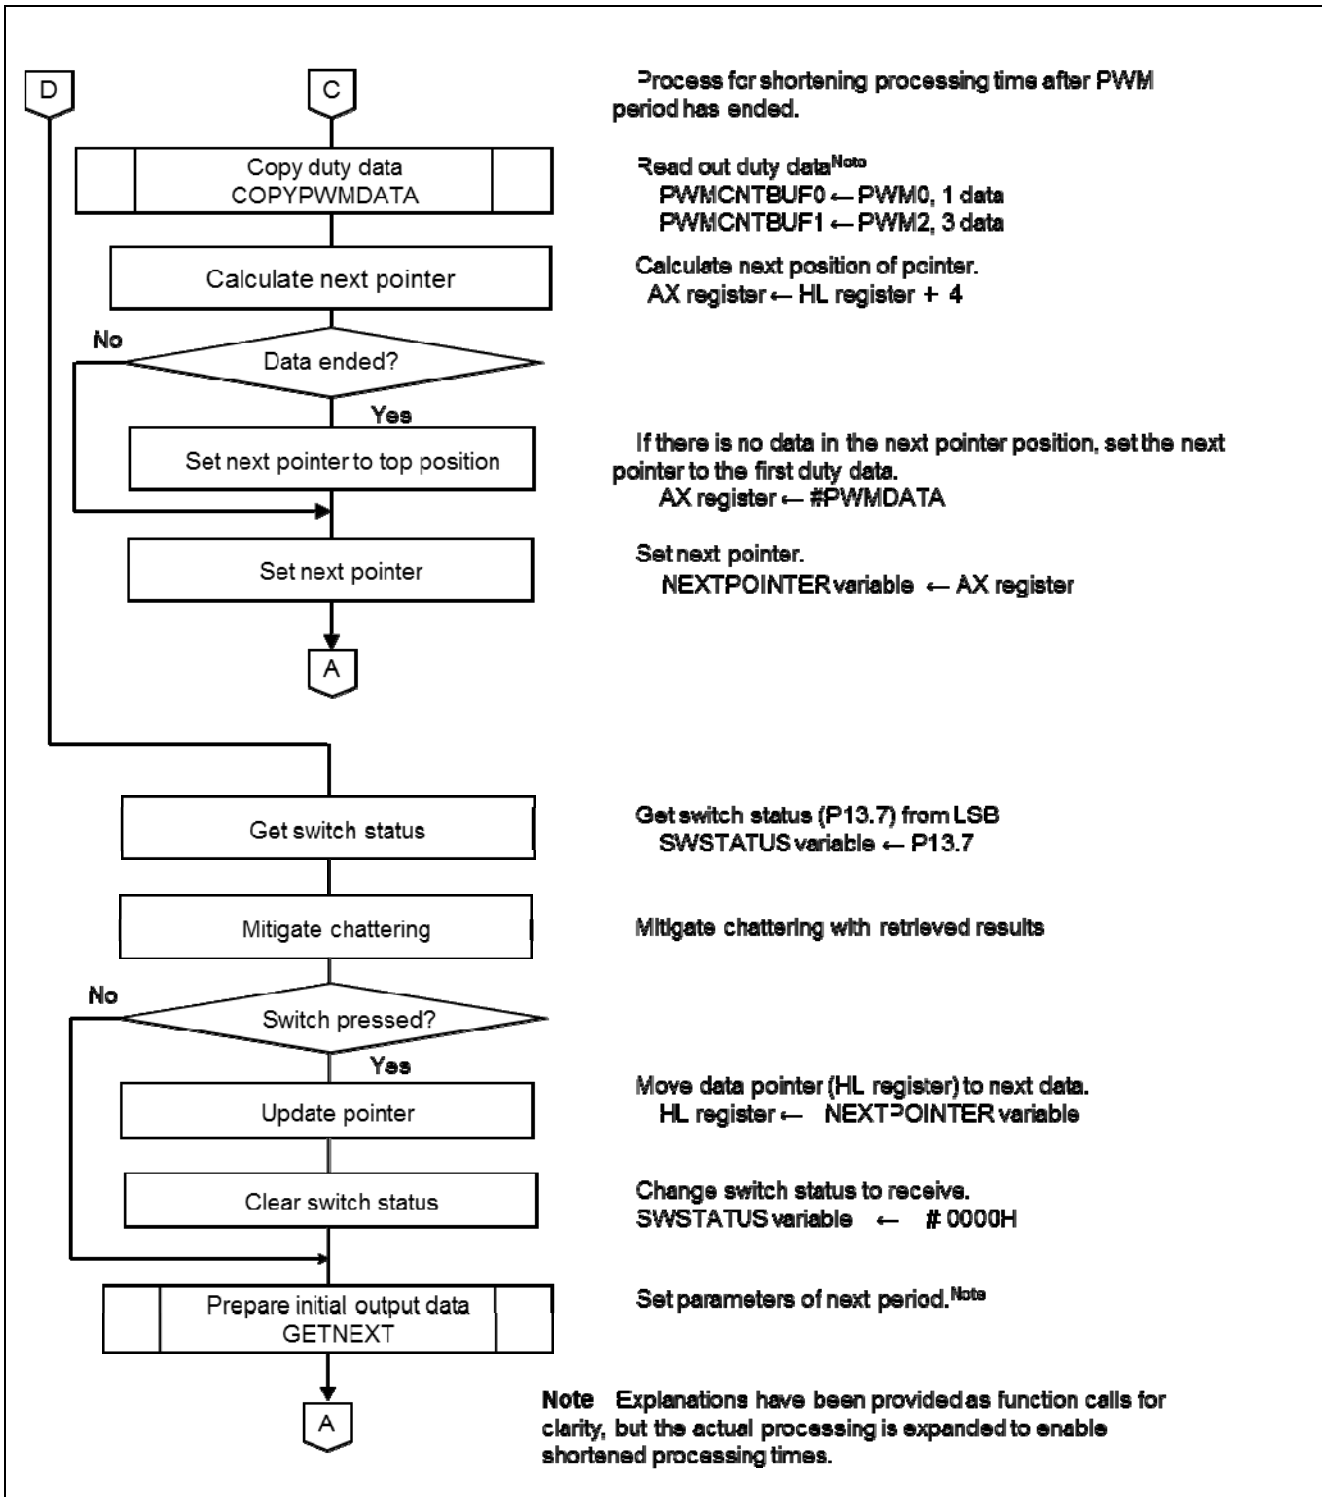 D
C
Process for shortening processing time after PWM
period has ended.
Copy duty data
COPYPWMDATA
Read out duty data Note
PWMCNTBUF0 ← PWM0, 1 data
PWMCNTBUF1 ← PWM2, 3 data
Calculate next pointer
Calculate next position of pointer.
AX register ← HL register + 4
No
Data ended?
Yes
Set next pointer to top position
If there is no data in the next pointer position, set the next
pointer to the first duty data.
AX register ← #PWMDATA
Set next pointer
Set next pointer.
NEXTPOINTER variable ← AX register
A
Get switch status
Get switch status (P13.7) from LSB
SWSTATUS variable ← P13.7
Mitigate chattering
Mitigate chattering with retrieved results
No
Switch pressed?
Yes
Update pointer
Move data pointer (HL register) to next data.
HL register ← NEXTPOINTER variable
Clear switch status
Change switch status to receive.
SWSTATUS variable ← # 0000H
Prepare initial output data
GETNEXT
Set parameters of next period. Note
A
Note Explanations have been provided as function calls for
clarity, but the actual processing is expanded to enable
shortened processing times.